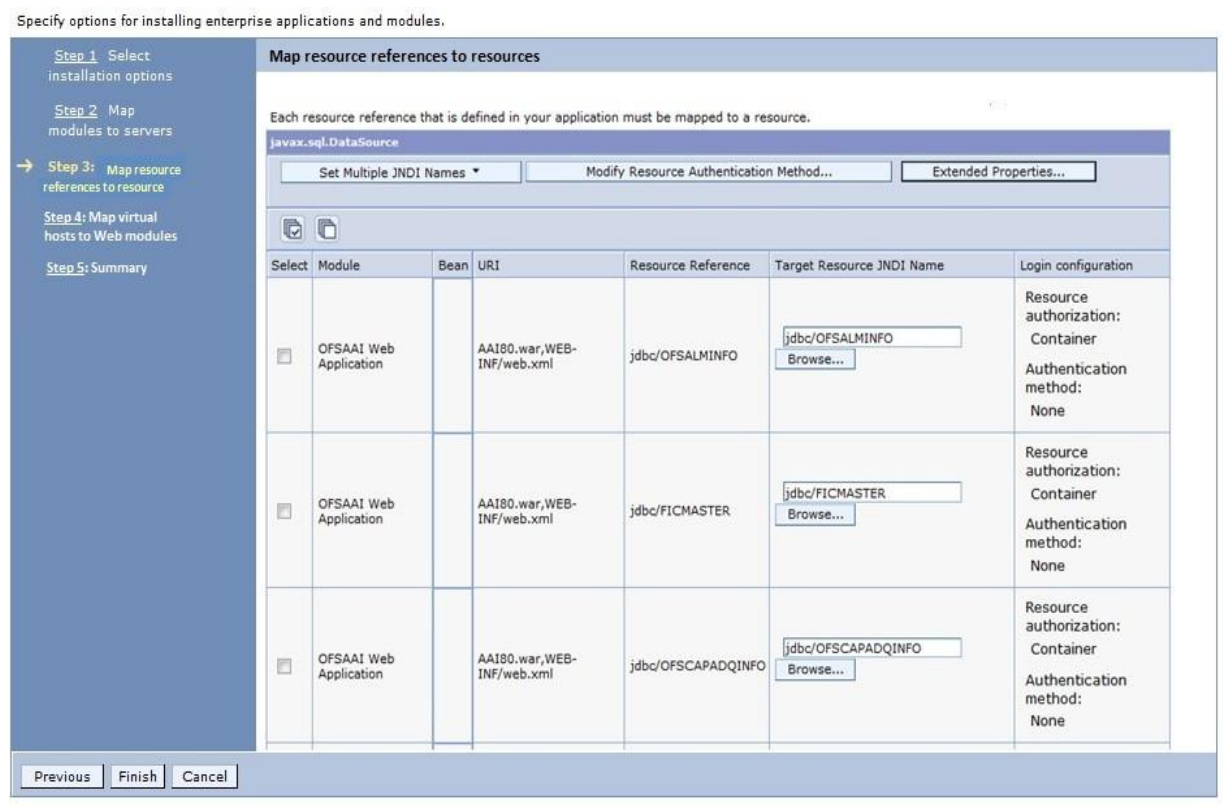 Specify options for installing enterprise applications and modules.
Step 1 Select
installation options
Step 2 Map
modules to servers
Step 3: Map resource
references to resource
Step 4: Map virtual
hosts to Web modules
Step 5: Summary
Map resource references to resources
Each resource reference that is defined in your application must be mapped to a resource.
javax.sql.DataSource
Set Multiple JNDI Names
Modify Resource Authentication Method...
Extended Properties...
Select Module Bean URI Resource Reference Target Resource JNDI Name Login configuration
OFSAAI Web
Application
AAI80.war,WEB-
INF/web.xml
jdbc/OFSALMINFO
jdbc/OFSALMINFO
Browse...
Resource
authorization:
Container
Authentication
method:
None
OFSAAI Web
Application
AAI80.war,WEB-
INF/web.xml
jdbc/FICMASTER
jdbc/FICMASTER
Browse...
Resource
authorization:
Container
Authentication
method:
None
OFSAAI Web
Application
AAI80.war,WEB-
INF/web.xml
jdbc/OFSCAPADQINFO
jdbc/OFSCAPADQINFO
Browse...
Resource
authorization:
Container
Authentication
method:
None
Previous Finish Cancel